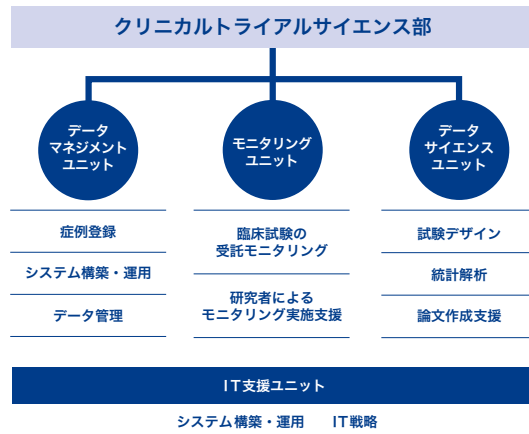 クリニカルトライアルサイエンス部
データ
マネジメント
ユニット
モニタリング
ユニット
データ
サイエンス
ユニット
症例登録
システム構築・運用
データ管理
臨床試験の
受託モニタリング
研究者による
モニタリング実施支援
試験デザイン
統計解析
論文作成支援
IT支援ユニット
システム構築・運用 IT戦略